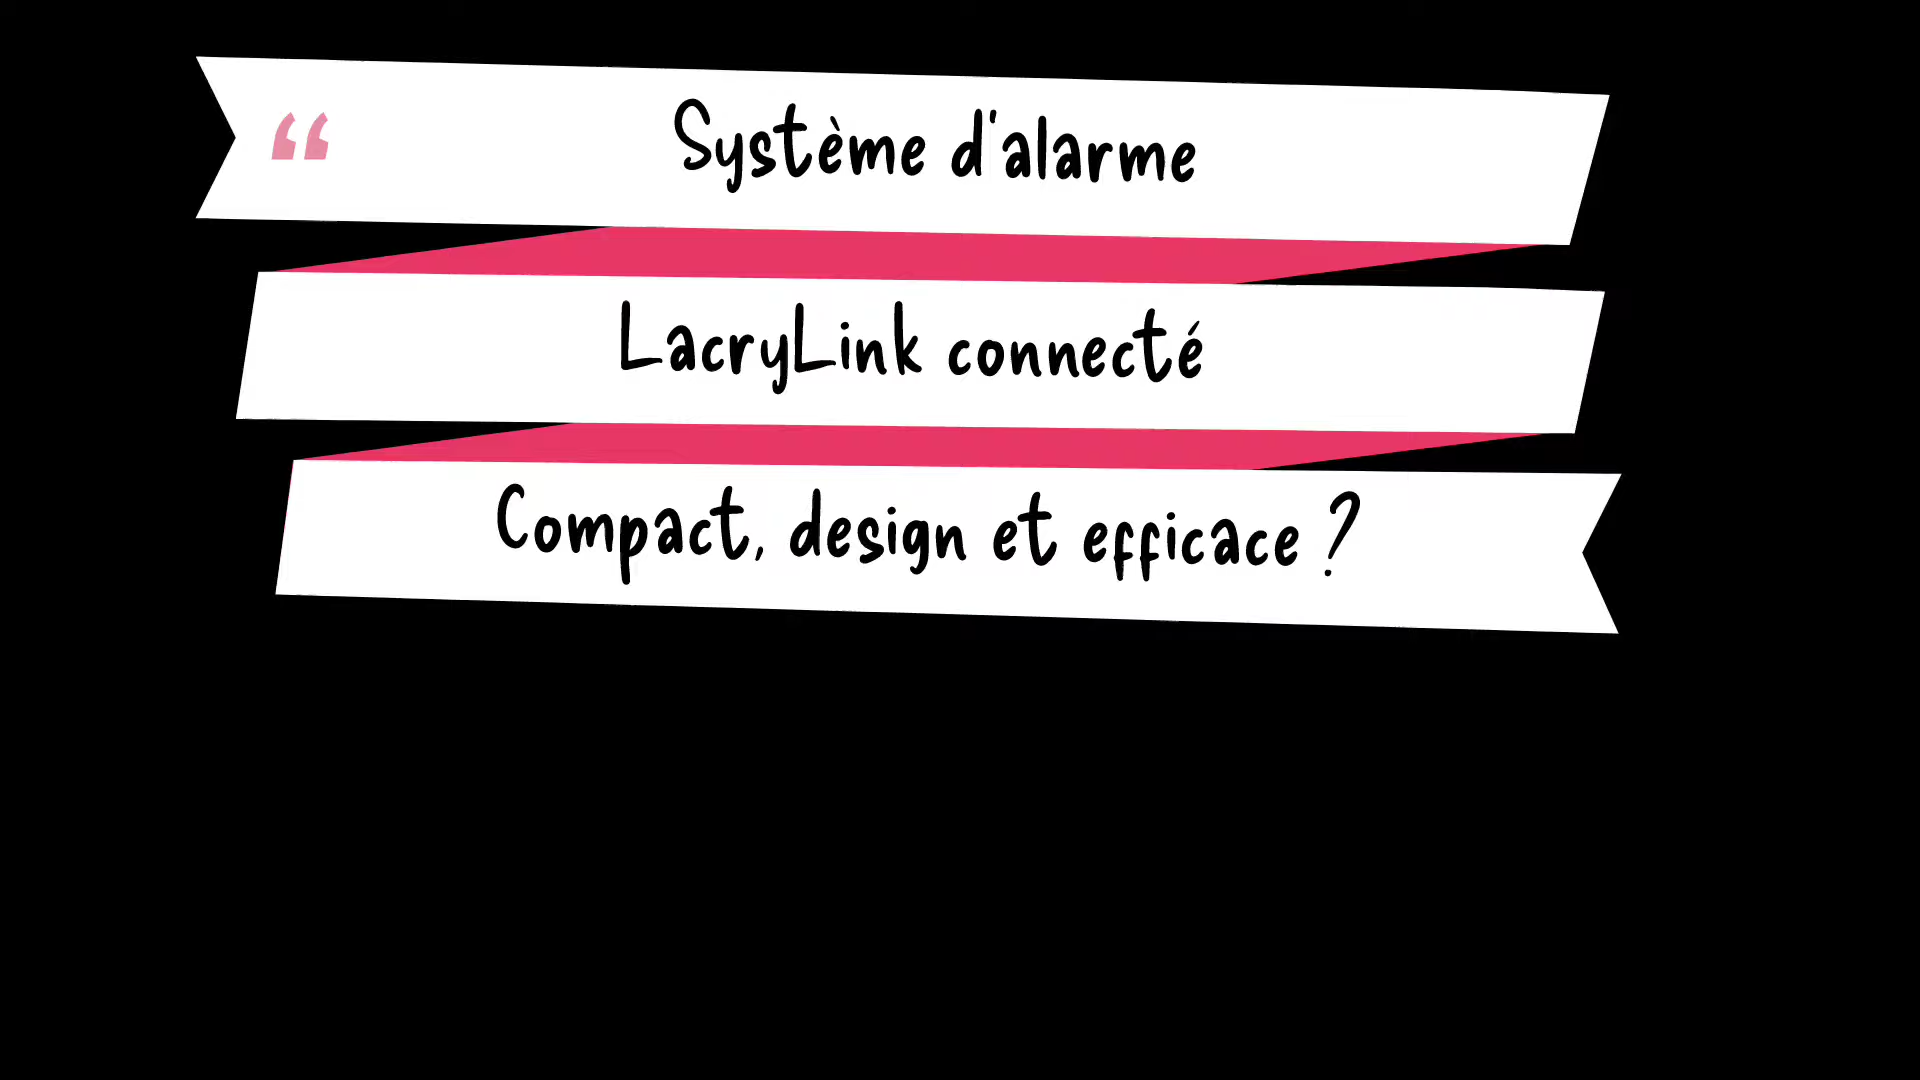 “ Système d'alarme
LacryLink connecté
Compact, design et efficace ?